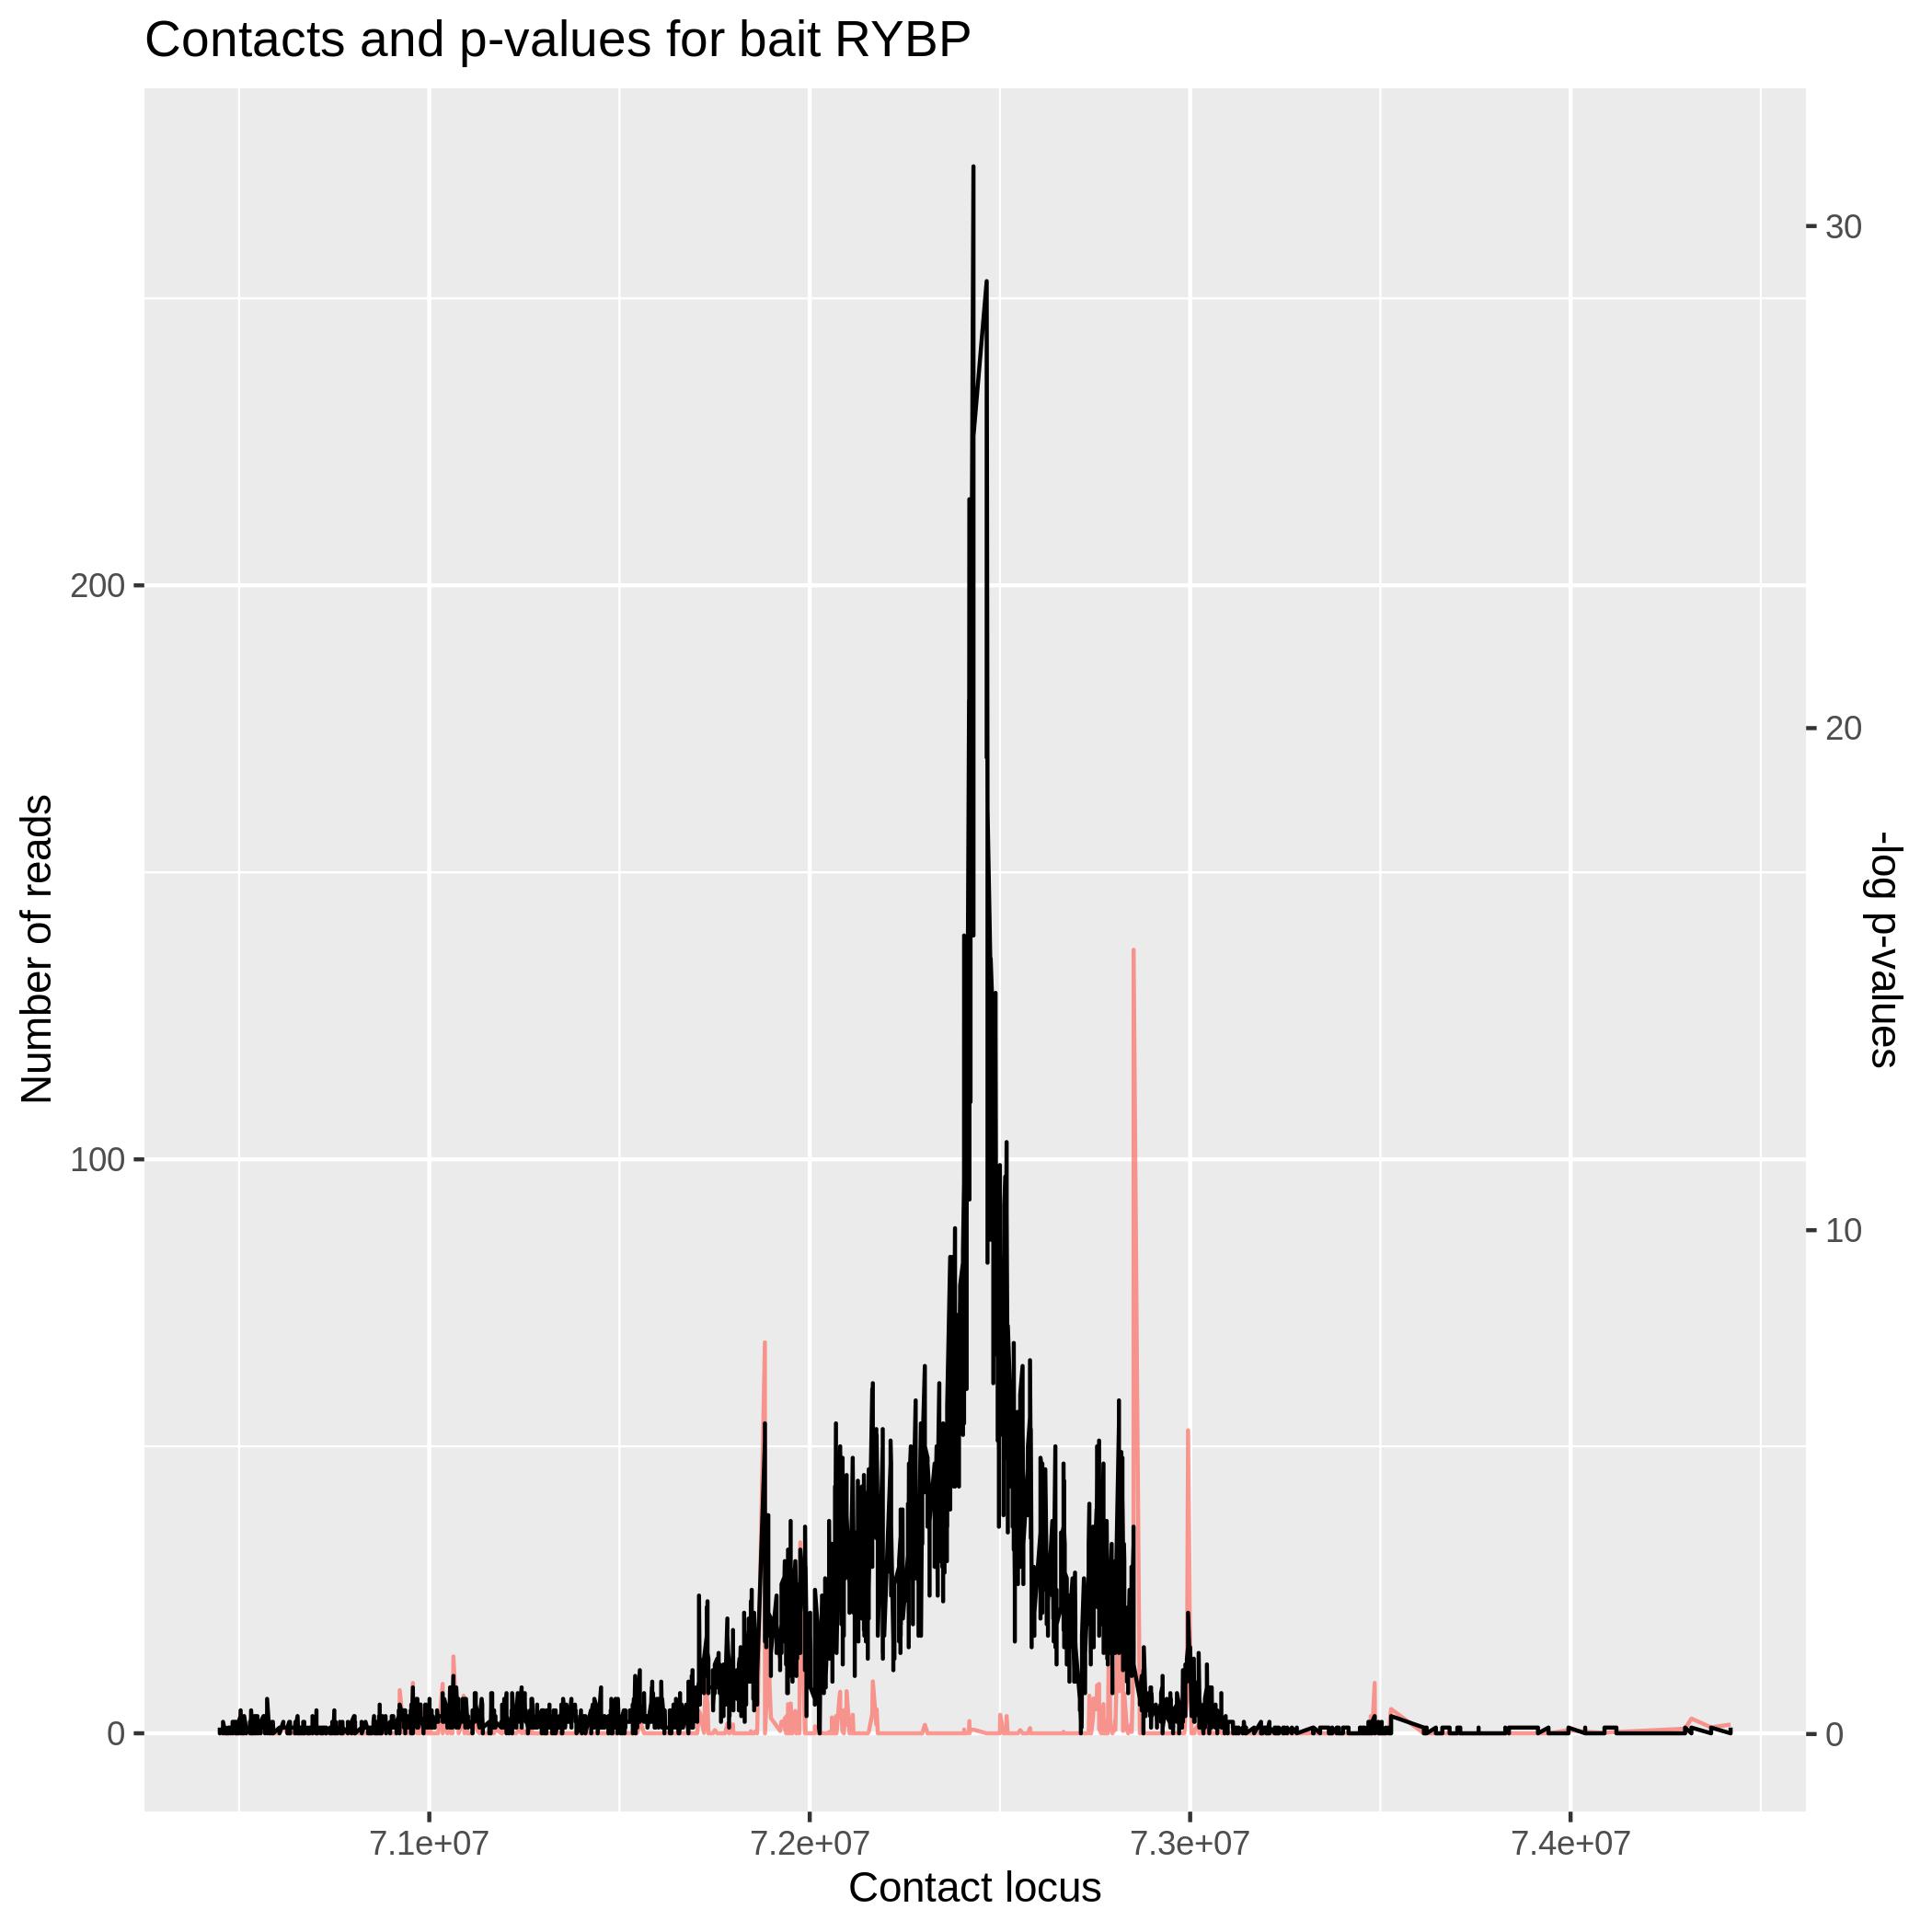 Contacts and p-values for bait RYBP
Number of reads
200
100
0
30
20
10
0
-log p-values
7.1e+07
7.2e+07
7.3e+07
7.4e+07
Contact locus